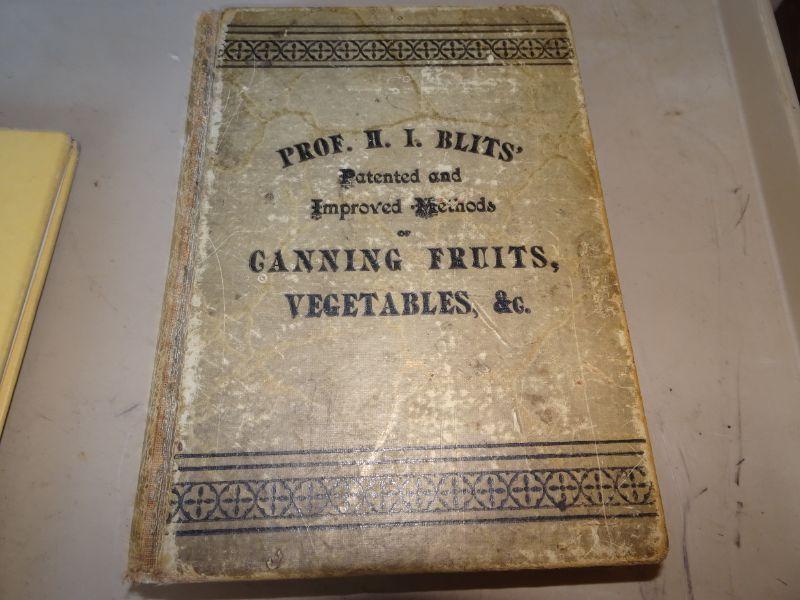 PROF. H. I. BLITS'
Patented and
Improved Methods
OF
CANNING FRUITS,
VEGETABLES, &C.